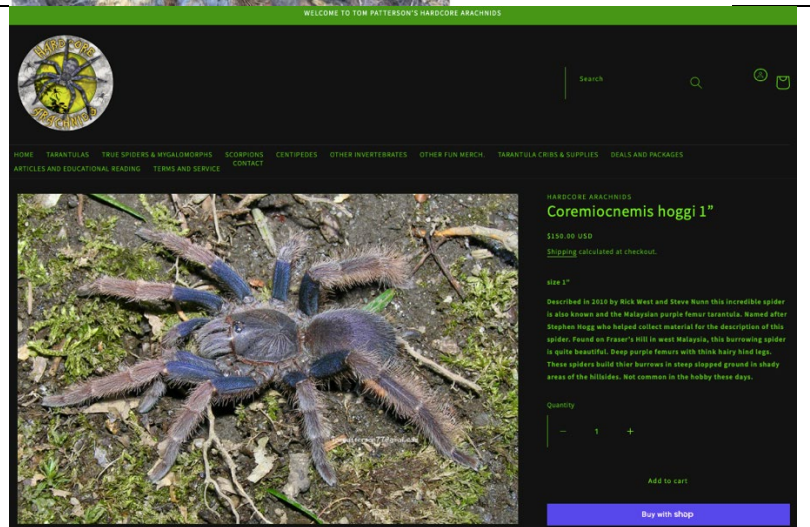 WELCOME TO TOM PATTERSON'S HARDCORE ARACHNIDS
HARDCORE
ARACHNIDS
Search
HOME TARANTULAS TRUE SPIDERS & MYGALOMORPHS SCORPIONS CENTIPEDES OTHER INVERTEBRATES OTHER FUN MERCH. TARANTULA CRIBS & SUPPLIES DEALS AND PACKAGES
ARTICLES AND EDUCATIONAL READING TERMS AND SERVICE CONTACT
HARDCORE ARACHNIDS
Coremiocnemis hoggi 1”
$150.00 USD
Shipping calculated at checkout.
size 1"
Described in 2010 by Rick West and Steve Nunn this incredible spider
is also known and the Malaysian purple femur tarantula. Named after
Stephen Hogg who helped collect material for the description of this
spider. Found on Fraser's Hill in west Malaysia, this burrowing spider
is quite beautiful. Deep purple femurs with think hairy hind legs.
These spiders build thier burrows in steep slopped ground in shady
areas of the hillsides. Not common in the hobby these days.
Quantity
− 1 +
Add to cart
Buy with shop